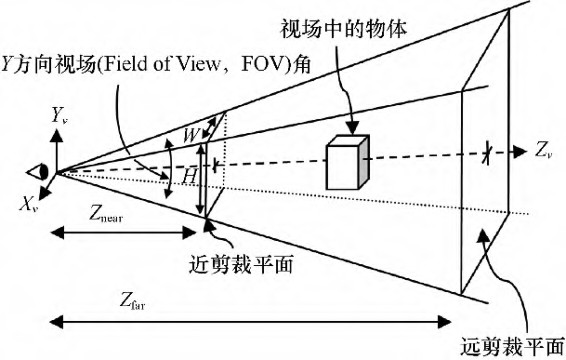 视场中的物体
Y方向视场(Field of View, FOV)角
Yv
W
Zv
H
Xv
Znear
近剪裁平面
Zfar
远剪裁平面